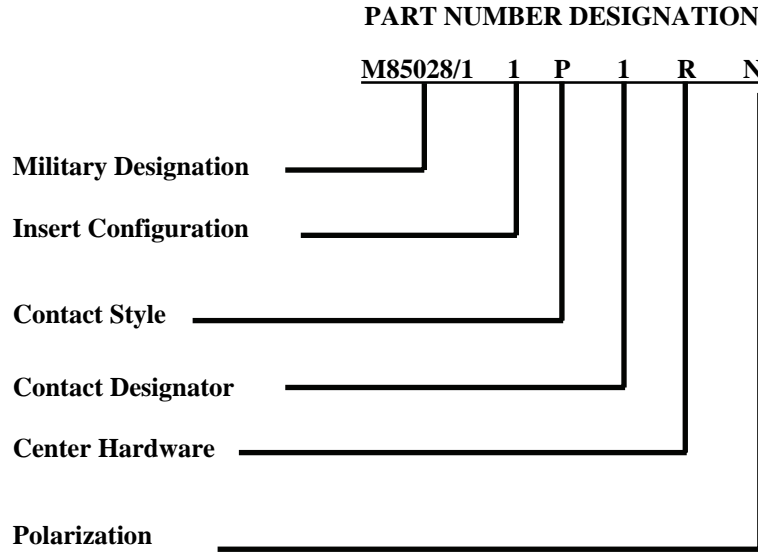 PART NUMBER DESIGNATION
M85028/1 1 P 1 R N
Military Designation
Insert Configuration
Contact Style
Contact Designator
Center Hardware
Polarization